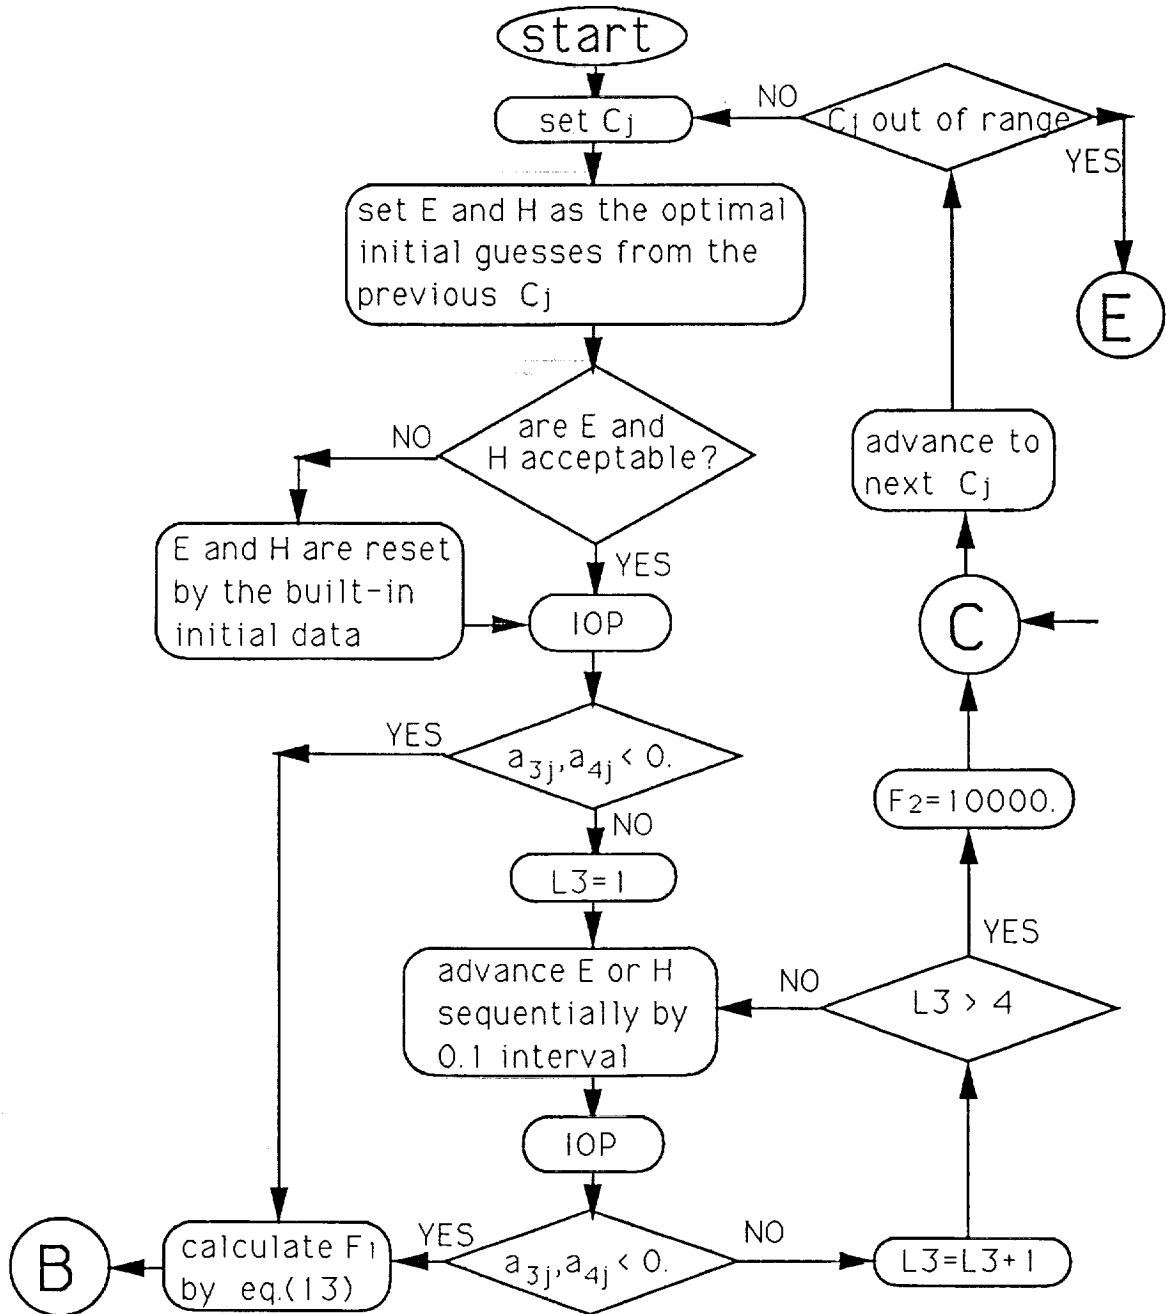 start
set Cj
NO
Cj out of range
YES
E
set E and H as the optimal
initial guesses from the
previous Cj
are E and
H acceptable?
NO
YES
advance to
next Cj
E and H are reset
by the built-in
initial data
IOP
C
YES
a3j,a4j < 0.
NO
F2=10000.
L3=1
YES
advance E or H
sequentially by
0.1 interval
NO
L3 > 4
IOP
B
calculate F1
by eq.(13)
YES
a3j,a4j < 0.
NO
L3=L3+1